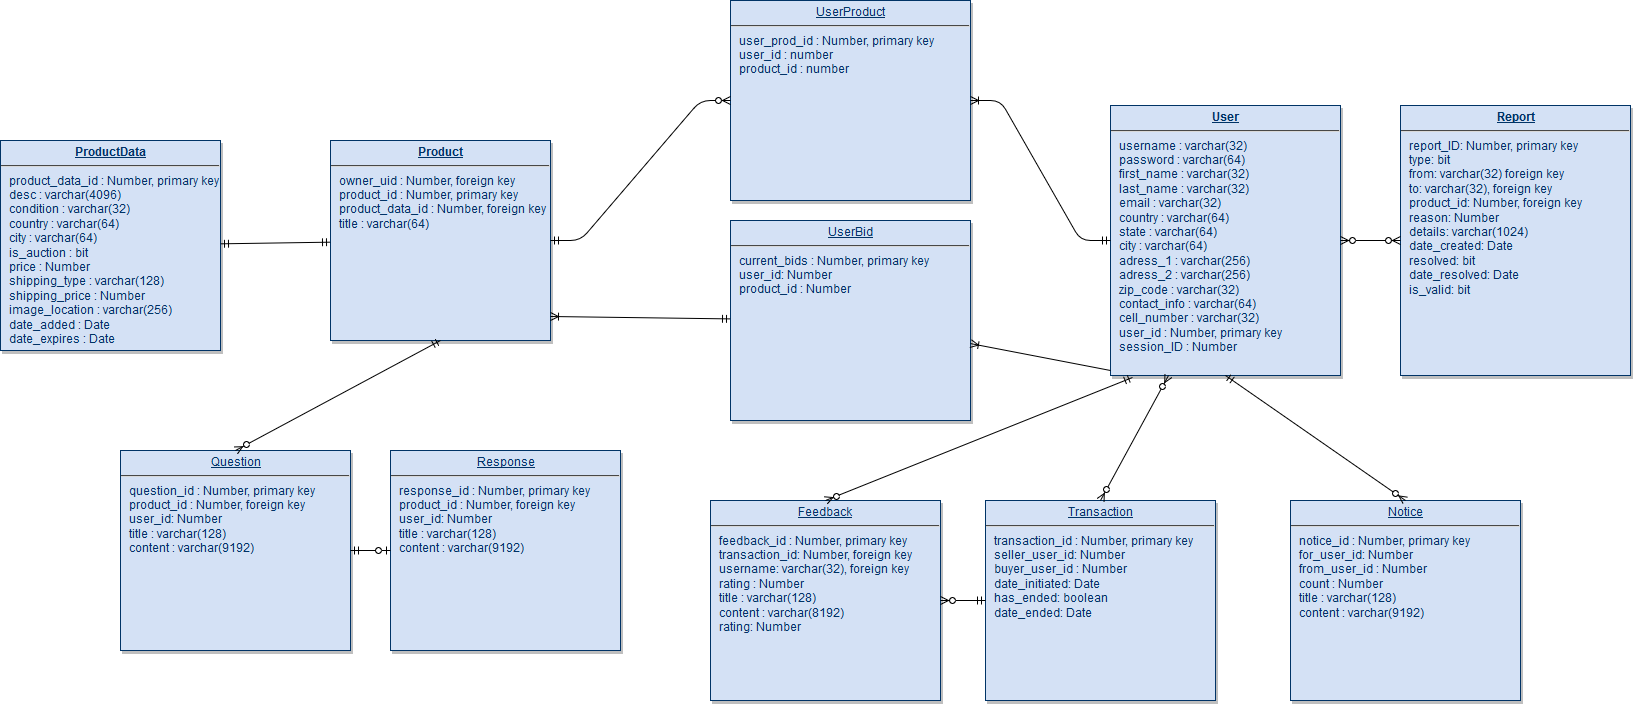 UserProduct
user_prod_id : Number, primary key
user_id : number
product_id : number
ProductData
product_data_id : Number, primary key
desc : varchar(4096)
condition : varchar(32)
country : varchar(64)
city : varchar(64)
is_auction : bit
price : Number
shipping_type : varchar(128)
shipping_price : Number
image_location : varchar(256)
date_added : Date
date_expires : Date
Product
owner_uid : Number, foreign key
product_id : Number, primary key
product_data_id : Number, foreign key
title : varchar(64)
UserBid
current_bids : Number, primary key
user_id: Number
product_id : Number
User
username : varchar(32)
password : varchar(64)
first_name : varchar(32)
last_name : varchar(32)
email : varchar(32)
country : varchar(64)
state : varchar(64)
city : varchar(64)
adress_1 : varchar(256)
adress_2 : varchar(256)
zip_code : varchar(32)
contact_info : varchar(64)
cell_number : varchar(32)
user_id : Number, primary key
session_ID : Number
Report
report_ID: Number, primary key
type: bit
from: varchar(32) foreign key
to: varchar(32), foreign key
product_id: Number, foreign key
reason: Number
details: varchar(1024)
date_created: Date
resolved: bit
date_resolved: Date
is_valid: bit
Question
question_id : Number, primary key
product_id : Number, foreign key
user_id: Number
title : varchar(128)
content : varchar(9192)
Response
response_id : Number, primary key
product_id : Number, foreign key
user_id: Number
title : varchar(128)
content : varchar(9192)
Feedback
feedback_id : Number, primary key
transaction_id: Number, foreign key
username: varchar(32), foreign key
rating : Number
title : varchar(128)
content : varchar(8192)
rating: Number
Transaction
transaction_id : Number, primary key
seller_user_id: Number
buyer_user_id : Number
date_initiated: Date
has_ended: boolean
date_ended: Date
Notice
notice_id : Number, primary key
for_user_id: Number
from_user_id : Number
count : Number
title : varchar(128)
content : varchar(9192)